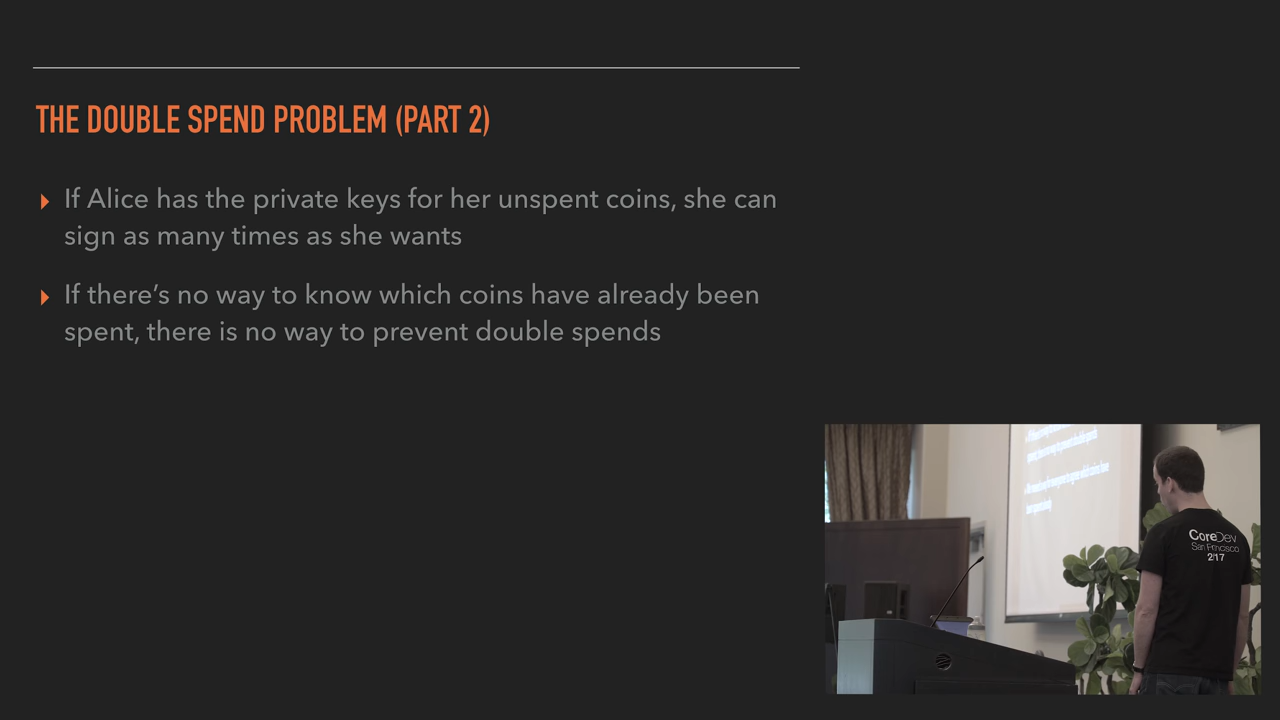 THE DOUBLE SPEND PROBLEM (PART 2)
If Alice has the private keys for her unspent coins, she can
sign as many times as she wants
If there’s no way to know which coins have already been
spent, there is no way to prevent double spends
CoreDev
San Francisco
2/17